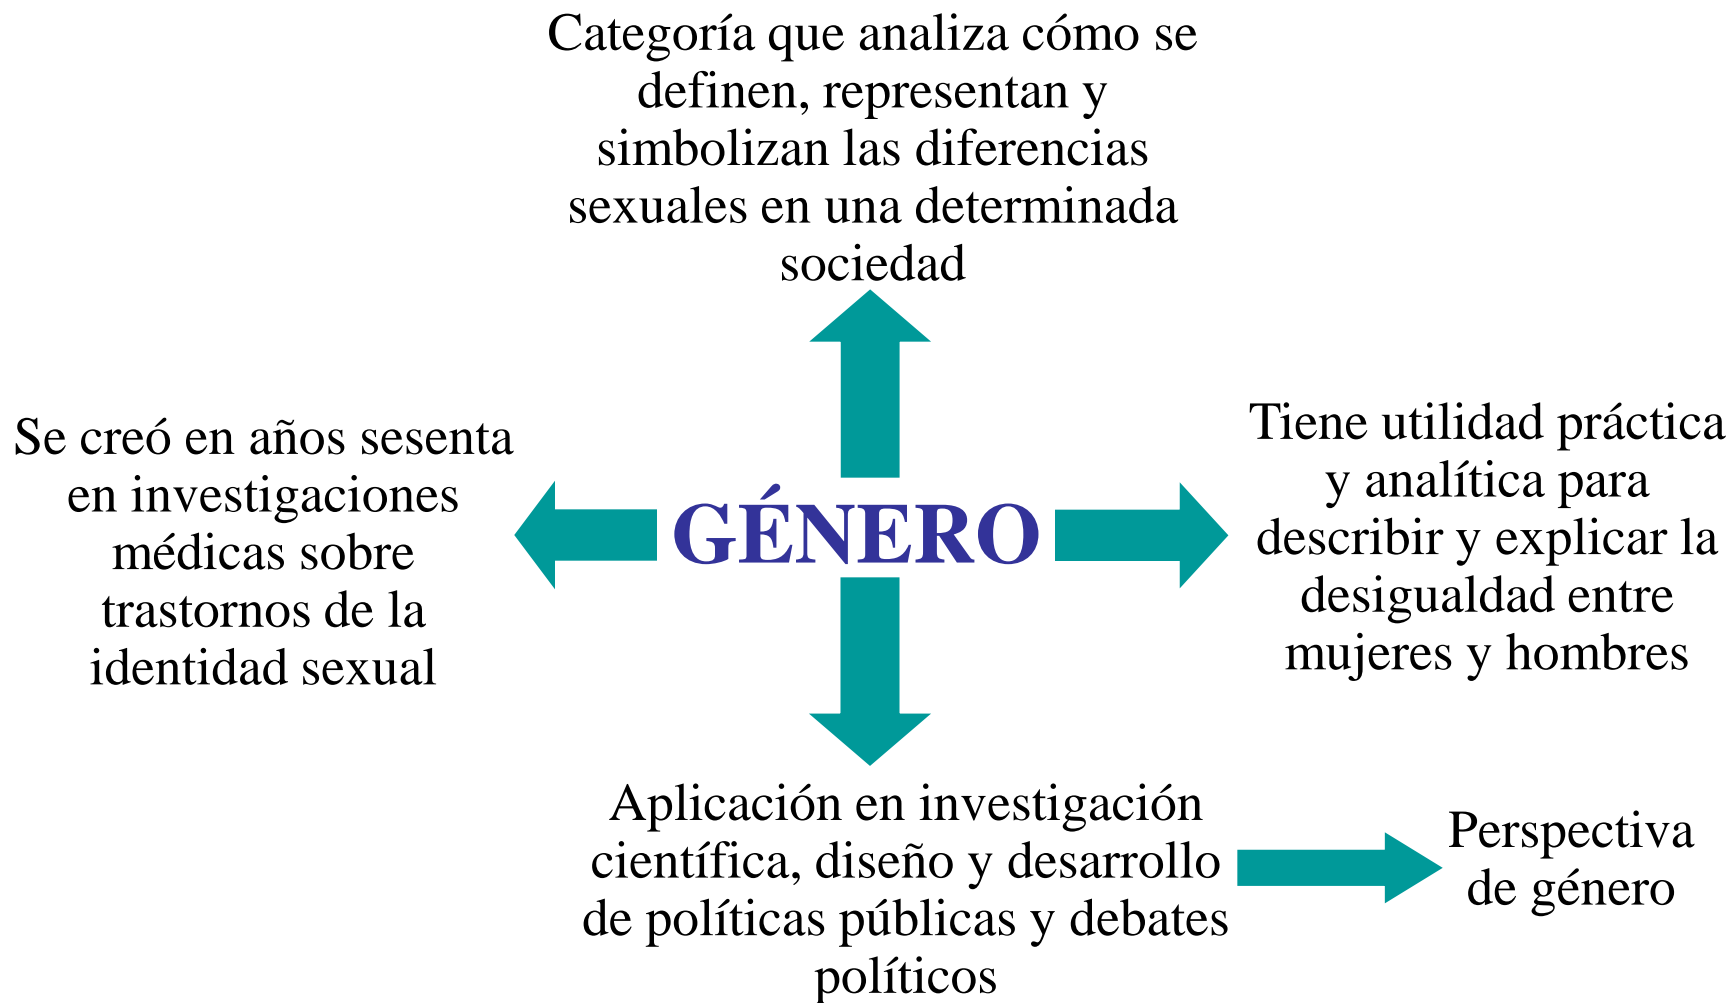 Categoría que analiza cómo se
definen, representan y
simbolizan las diferencias
sexuales en una determinada
sociedad
Se creó en años sesenta
en investigaciones
médicas sobre
trastornos de la
identidad sexual
GÉNERO
Tiene utilidad práctica
y analítica para
describir y explicar la
desigualdad entre
mujeres y hombres
Aplicación en investigación
científica, diseño y desarrollo
de políticas públicas y debates
políticos
Perspectiva
de género